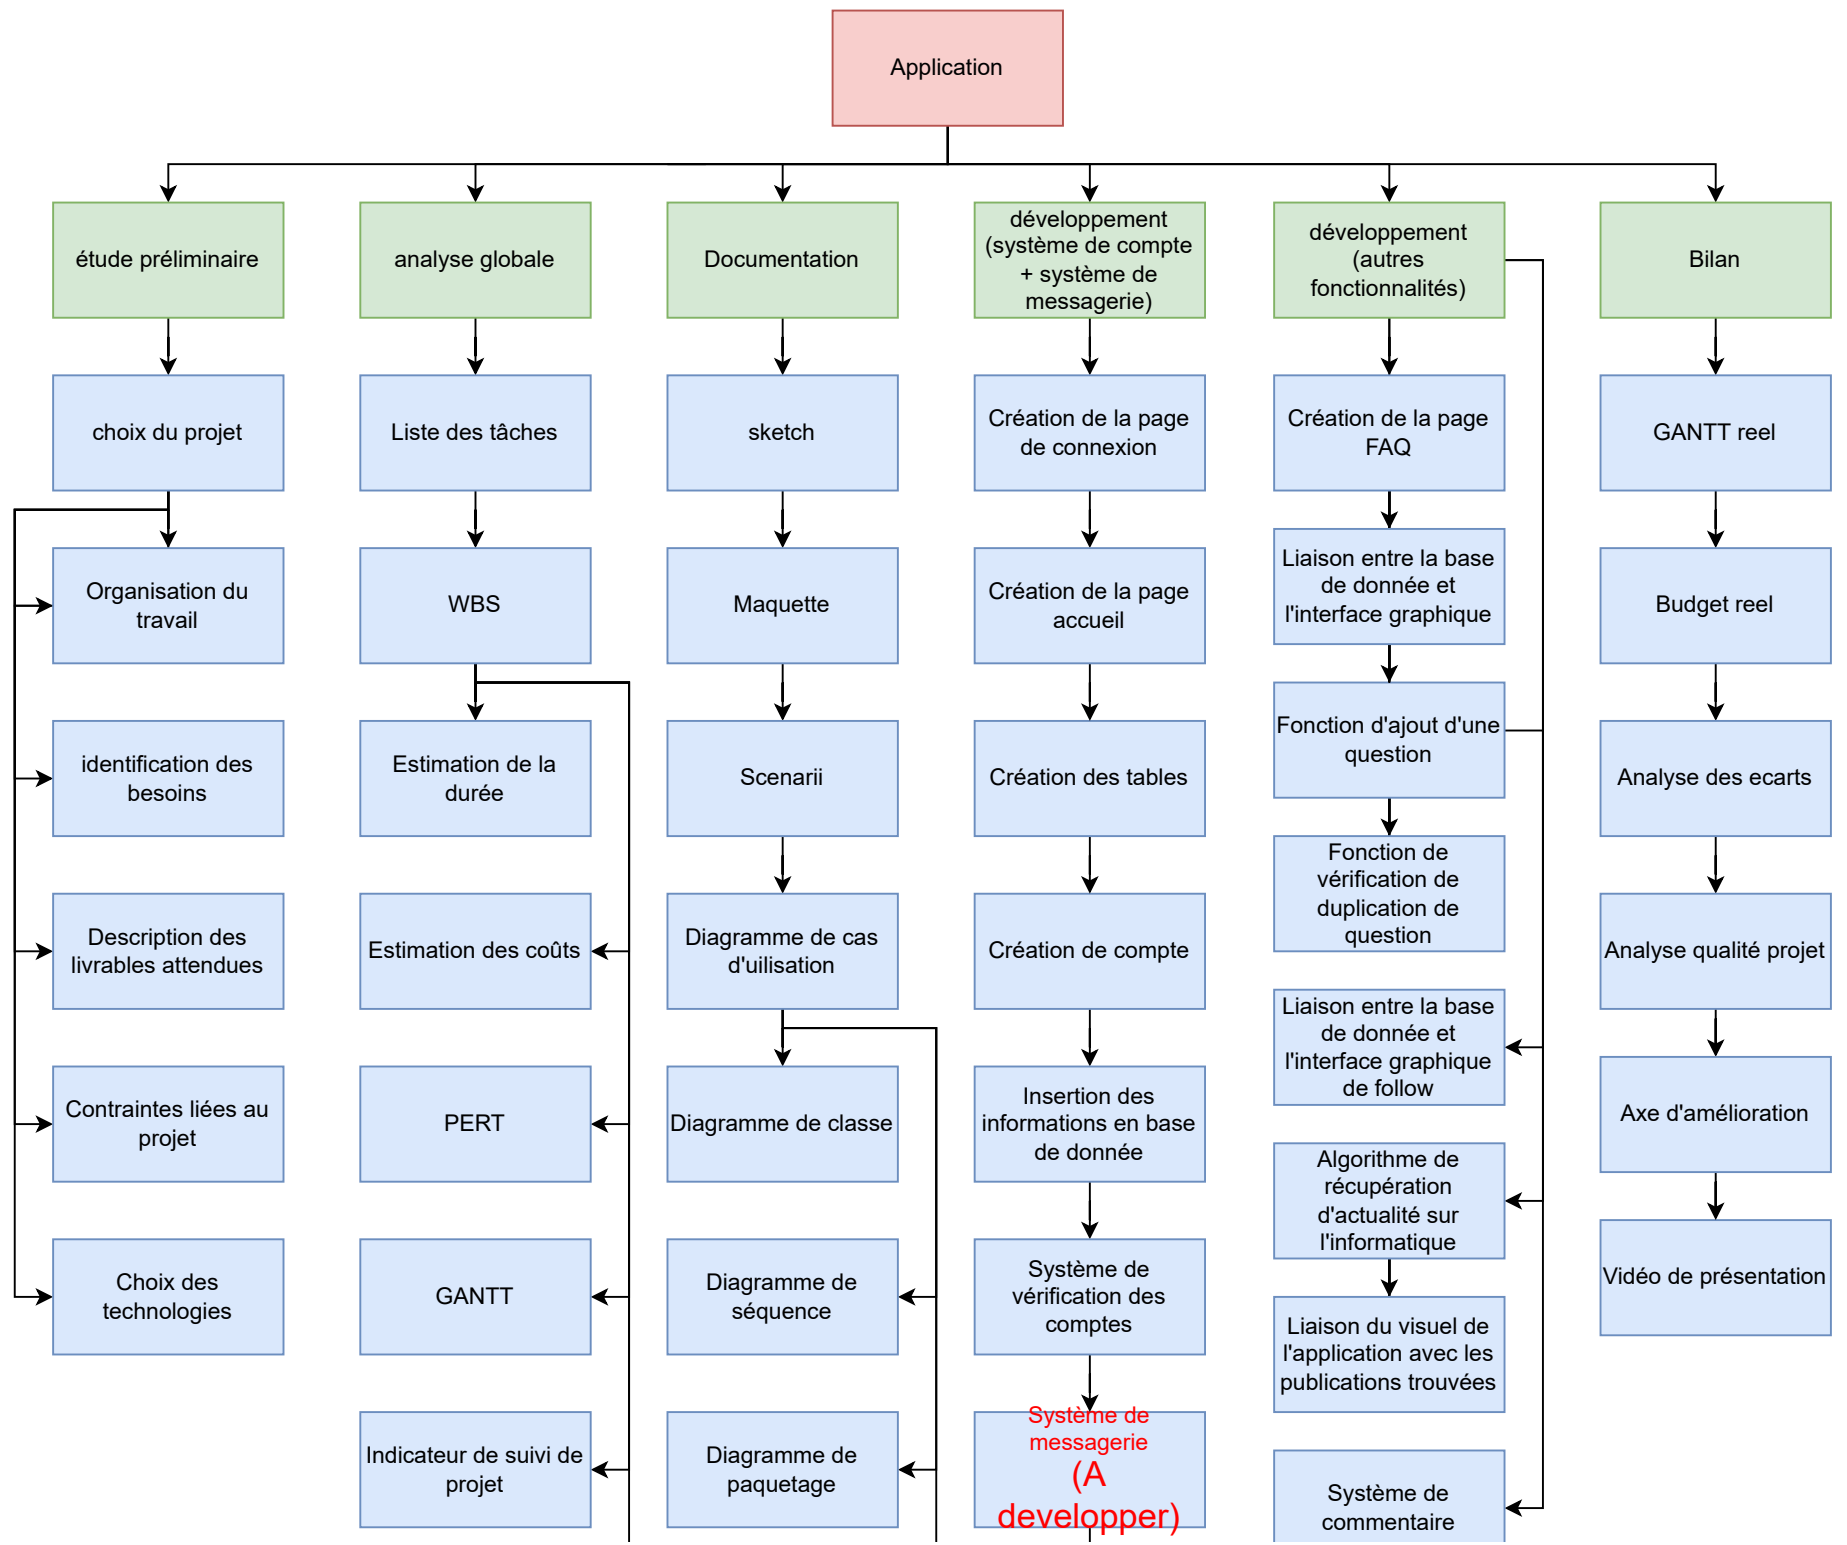 Application
étude préliminaire
analyse globale
Documentation
développement
(système de compte
+ système de
messagerie)
développement
(autres
fonctionnalités)
Bilan
choix du projet
Liste des tâches
sketch
Création de la page
de connexion
Création de la page
FAQ
GANTT reel
Organisation du
travail
WBS
Maquette
Création de la page
accueil
Liaison entre la base
de donnée et
l'interface graphique
Budget reel
identification des
besoins
Estimation de la
durée
Scenarii
Création des tables
Fonction d'ajout d'une
question
Analyse des ecarts
Description des
livrables attendues
Estimation des coûts
Diagramme de cas
d'uilisation
Création de compte
Fonction de
vérification de
duplication de
question
Analyse qualité projet
Contraintes liées au
projet
PERT
Diagramme de classe
Insertion des
informations en base
de donnée
Liaison entre la base
de donnée et
l'interface graphique
de follow
Axe d'amélioration
Choix des
technologies
GANTT
Diagramme de
séquence
Système de
vérification des
comptes
Algorithme de
récupération
d'actualité sur
l'informatique
Vidéo de présentation
Liaison du visuel de
l'application avec les
publications trouvées
Indicateur de suivi de
projet
Diagramme de
paquetage
Système de
messagerie
(A
developper)
Système de
commentaire